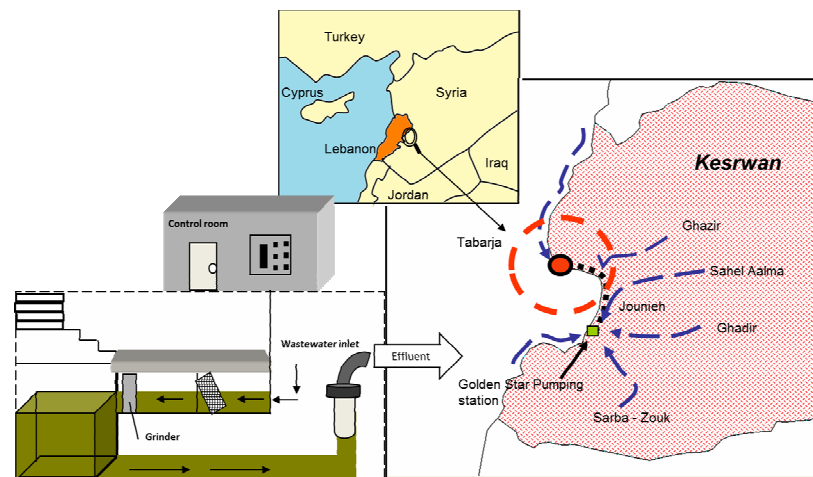 Turkey
Cyprus
Syria
Lebanon
Iraq
Jordan
Kesrwan
Control room
Tabarja
Ghazir
Sahel Aalma
Jounieh
Ghadir
Wastewater inlet
Effluent
Golden Star Pumping
station
Sarba - Zouk
Grinder